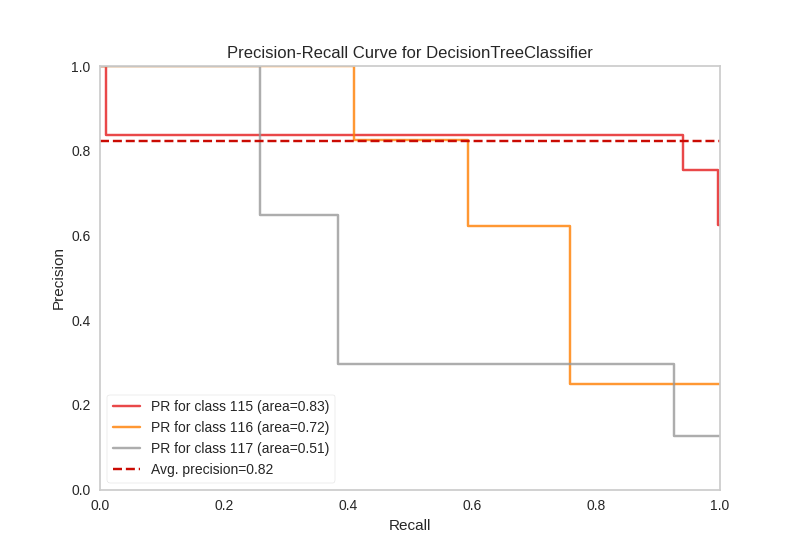 Precision-Recall Curve for DecisionTreeClassifier
1.0
0.8
0.6
0.4
0.2
0.0
Precision
PR for class 115 (area=0.83)
PR for class 116 (area=0.72)
PR for class 117 (area=0.51)
Avg. precision=0.82
0.0 0.2 0.4 0.6 0.8 1.0
Recall